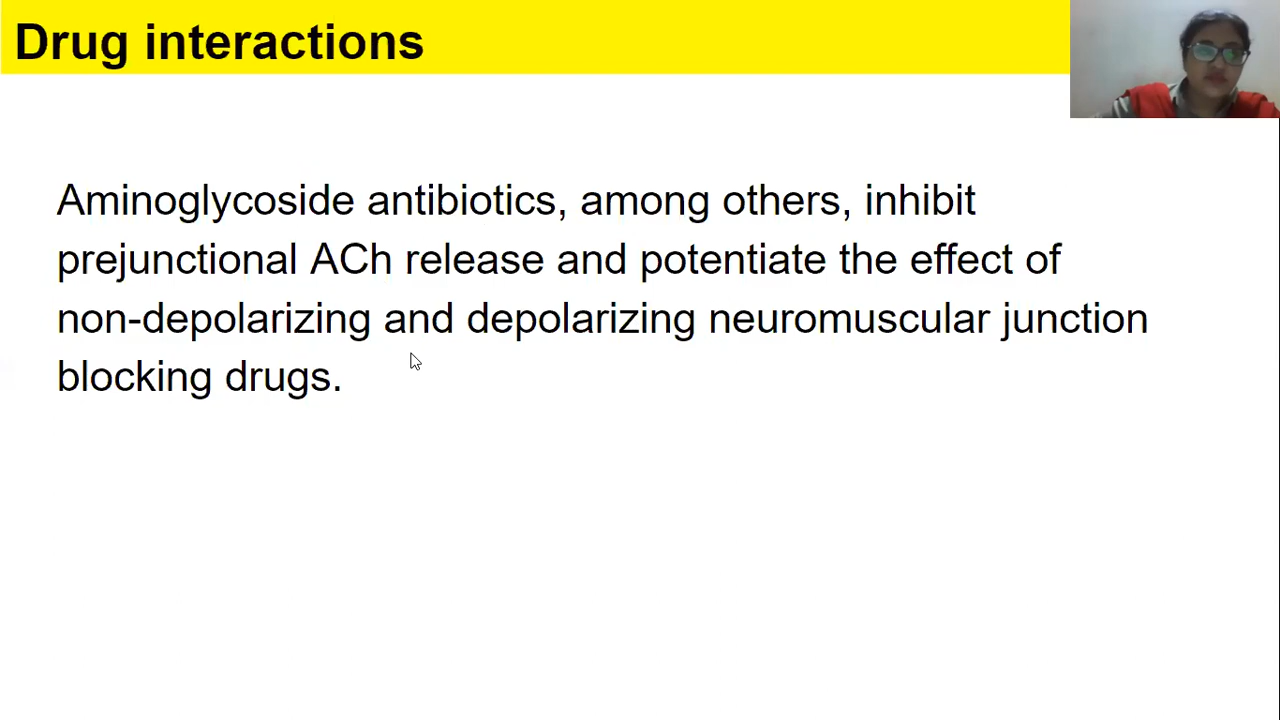 Drug interactions
Aminoglycoside antibiotics, among others, inhibit
prejunctional ACh release and potentiate the effect of
non-depolarizing and depolarizing neuromuscular junction
blocking drugs.